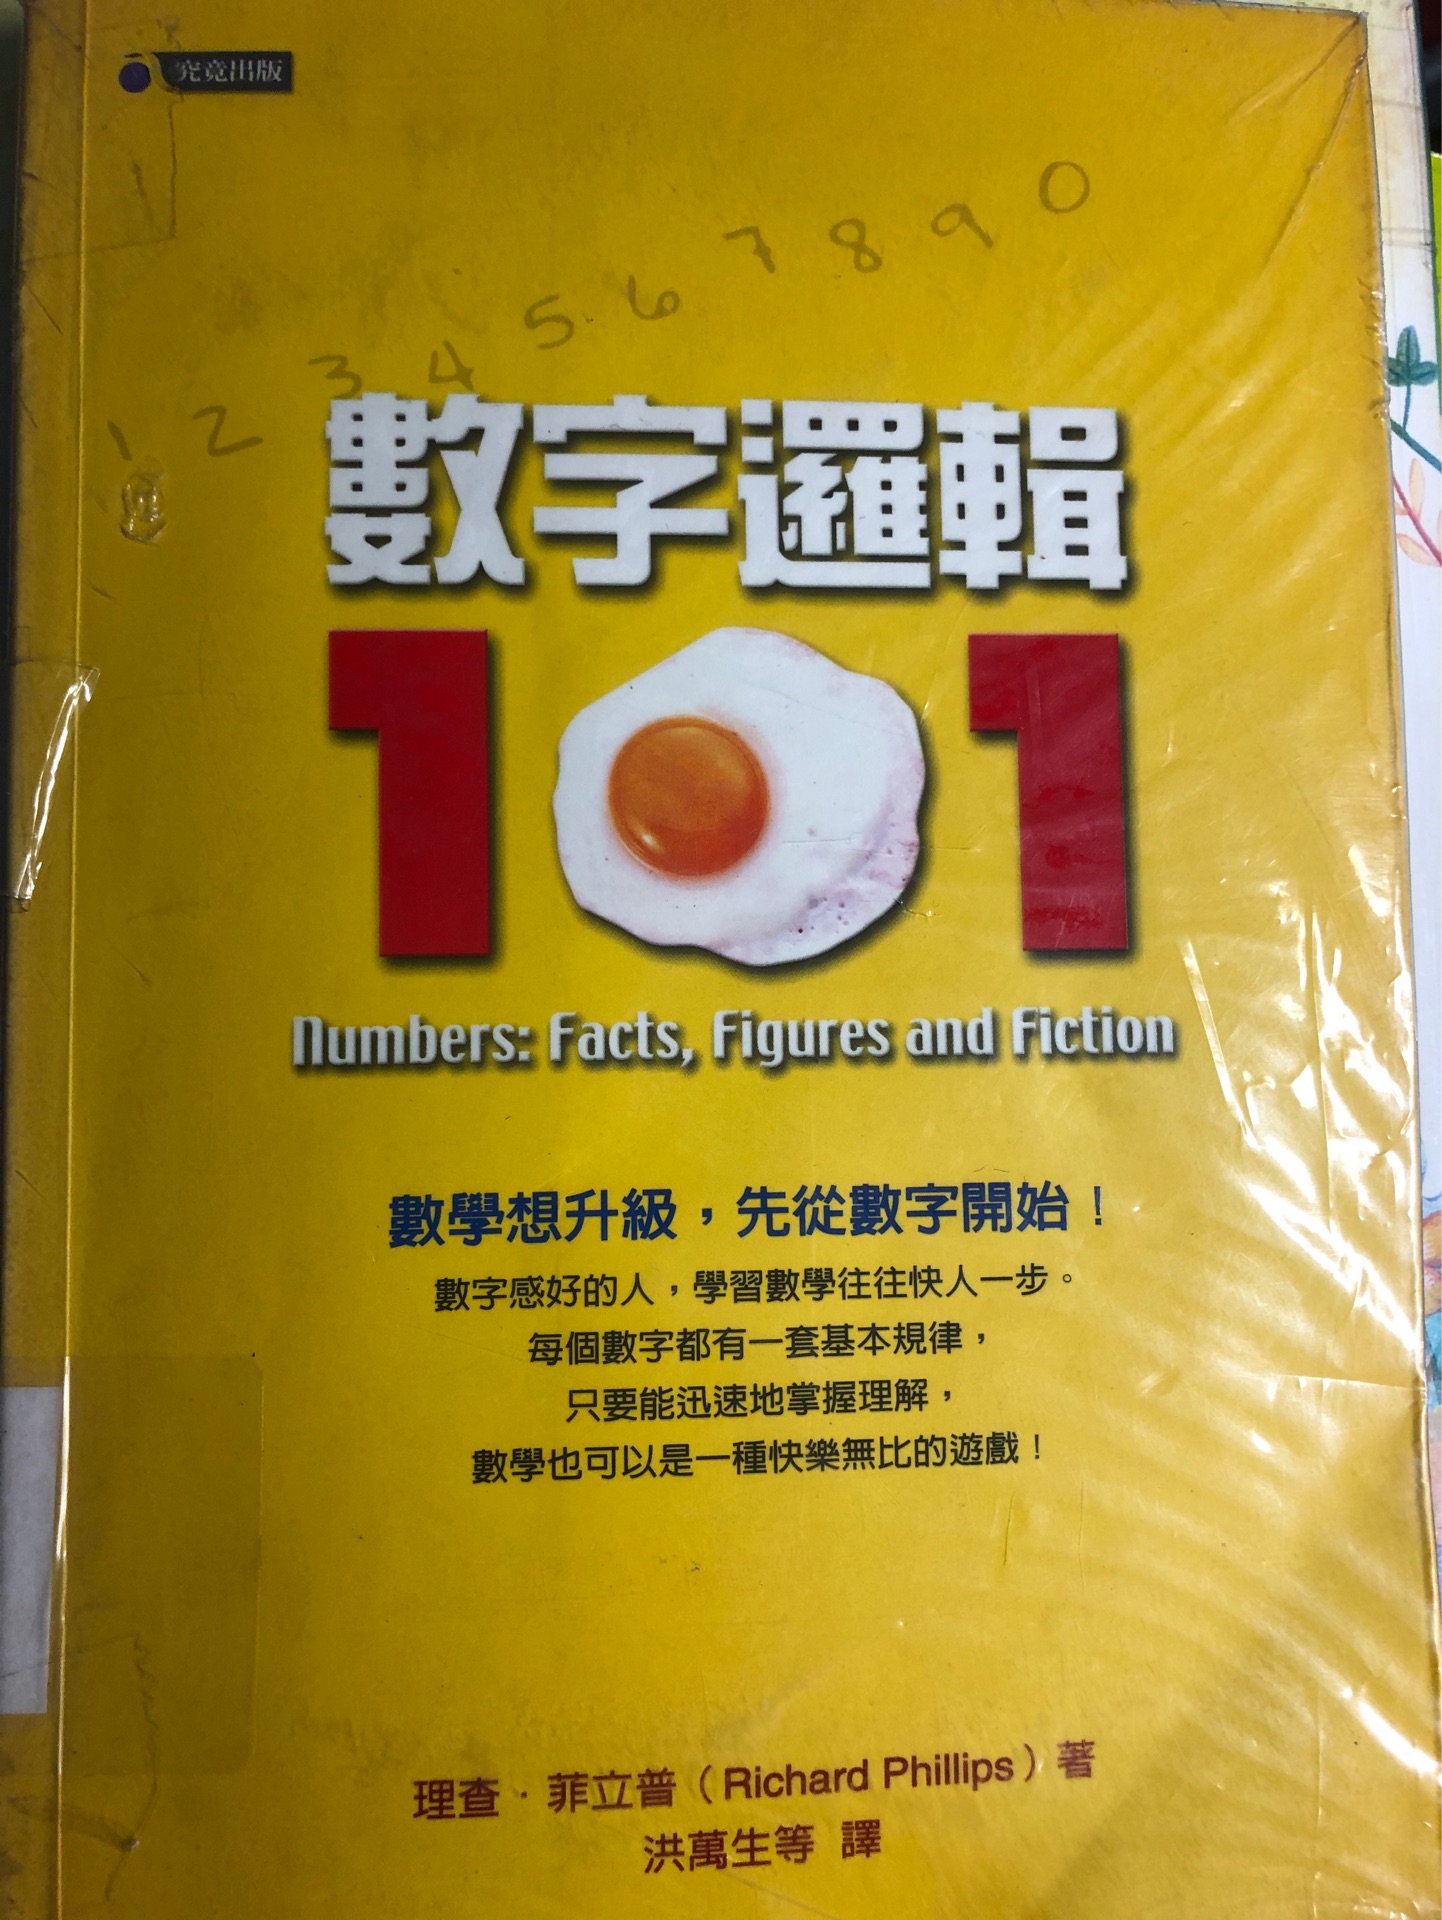 究竟出版
1 2 3 4 5 6 7 8 9 0
數字邏輯
101
Numbers: Facts, Figures and Fiction
數學想升級，先從數字開始！
數字感好的人，學習數學往往快人一步。
每個數字都有一套基本規律，
只要能迅速地掌握理解，
數學也可以是一種快樂無比的遊戲！
理查·菲立普（Richard Phillips）著
洪萬生等 譯